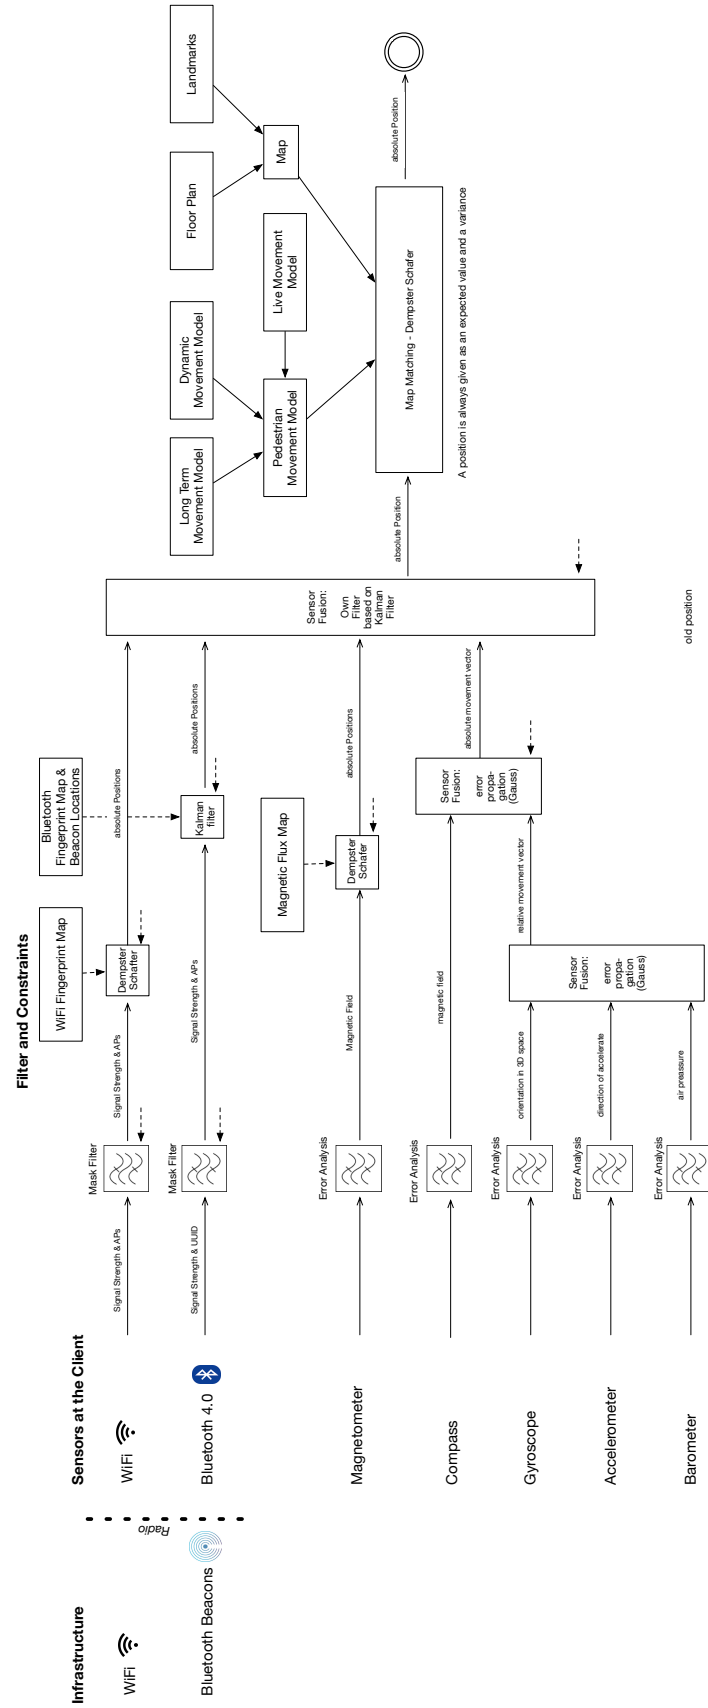 Infrastructure
Sensors at the Client
Filter and Constraints
WiFi
Radio
WiFi
Signal Strength & APs
Mask Filter
Signal Strength & APs
WiFi Fingerprint Map
Dempster
Schafter
absolute Positions
Bluetooth Beacons
Bluetooth 4.0
Signal Strength & UUID
Mask Filter
Signal Strength & APs
Bluetooth
Fingerprint Map &
Beacon Locations
Kalman
filter
absolute Positions
Magnetometer
Error Analysis
Magnetic Field
Magnetic Flux Map
Dempster
Schafer
absolute Positions
Compass
Error Analysis
magnetic field
Sensor
Fusion:
error
propa-
gation
(Gauss)
absolute movement vector
Gyroscope
Error Analysis
orientation in 3D space
relative movement vector
Accelerometer
Error Analysis
direction of accelerate
Sensor
Fusion:
error
propa-
gation
(Gauss)
Barometer
Error Analysis
air preassure
Sensor
Fusion:
Own
Filter
based on
Kalman
Filter
old position
absolute Position
Long Term
Movement Model
Dynamic
Movement Model
Floor Plan
Landmarks
Pedestrian
Movement Model
Live Movement
Model
Map
Map Matching - Dempster Schafer
absolute Position
A position is always given as an expected value and a variance